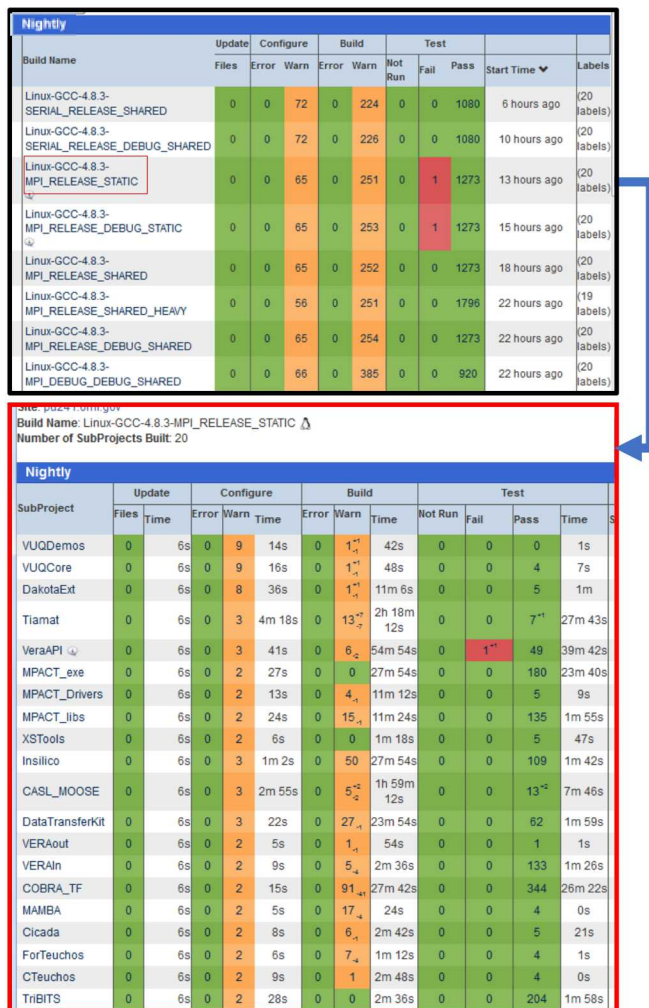 Nightly
Build Name Update Configure Build Test Start Time Labels
Files Error Warn Error Warn Not Run Fail Pass
Linux-GCC-4.8.3-
SERIAL_RELEASE_SHARED 0 0 72 0 224 0 0 1080 6 hours ago (20 labels)
Linux-GCC-4.8.3-
SERIAL_RELEASE_DEBUG_SHARED 0 0 72 0 226 0 0 1080 10 hours ago (20 labels)
Linux-GCC-4.8.3-
MPI_RELEASE_STATIC 0 0 65 0 251 0 1 1273 13 hours ago (20 labels)
Linux-GCC-4.8.3-
MPI_RELEASE_DEBUG_STATIC 0 0 65 0 253 0 1 1273 15 hours ago (20 labels)
Linux-GCC-4.8.3-
MPI_RELEASE_SHARED 0 0 65 0 252 0 0 1273 18 hours ago (20 labels)
Linux-GCC-4.8.3-
MPI_RELEASE_SHARED_HEAVY 0 0 56 0 251 0 0 1796 22 hours ago (19 labels)
Linux-GCC-4.8.3-
MPI_RELEASE_DEBUG_SHARED 0 0 65 0 254 0 0 1273 22 hours ago (20 labels)
Linux-GCC-4.8.3-
MPI_DEBUG_DEBUG_SHARED 0 0 66 0 385 0 0 920 22 hours ago (20 labels)
Build Name: Linux-GCC-4.8.3-MPI_RELEASE_STATIC
Number of SubProjects Built: 20
Nightly
SubProject Update Configure Build Test
Files Time Error Warn Time Error Warn Time Not Run Fail Pass Time
VUQDemos 0 6s 0 9 14s 0 1 +1 -1 42s 0 0 0 1s
VUQCore 0 6s 0 9 16s 0 1 +1 -1 48s 0 0 4 7s
DakotaExt 0 6s 0 8 36s 0 1 +1 -1 11m 6s 0 0 5 1m
Tiamat 0 6s 0 3 4m 18s 0 13 +7 -7 2h 18m 12s 0 0 7 +1 27m 43s
VeraAPI 0 6s 0 3 41s 0 6 -2 54m 54s 0 1 +1 49 39m 42s
MPACT_exe 0 6s 0 2 27s 0 0 27m 54s 0 0 180 23m 40s
MPACT_Drivers 0 6s 0 2 13s 0 4 -1 11m 12s 0 0 5 9s
MPACT_libs 0 6s 0 2 24s 0 15 -1 11m 24s 0 0 135 1m 55s
XSTools 0 6s 0 2 6s 0 0 1m 18s 0 0 5 47s
Insilico 0 6s 0 3 1m 2s 0 50 27m 54s 0 0 109 1m 42s
CASL_MOOSE 0 6s 0 3 2m 55s 0 5 +2 -2 1h 59m 12s 0 0 13 +2 7m 46s
DataTransferKit 0 6s 0 3 22s 0 27 -1 23m 54s 0 0 62 1m 59s
VERAout 0 6s 0 2 5s 0 1 -1 54s 0 0 1 1s
VERAIn 0 6s 0 2 9s 0 5 -4 2m 36s 0 0 133 1m 26s
COBRA_TF 0 6s 0 2 15s 0 91 -41 27m 42s 0 0 344 26m 22s
MAMBA 0 6s 0 2 5s 0 17 -4 24s 0 0 4 0s
Cicada 0 6s 0 2 8s 0 6 -1 2m 42s 0 0 5 21s
ForTeuchos 0 6s 0 2 6s 0 7 -4 1m 12s 0 0 4 1s
CTeuchos 0 6s 0 2 9s 0 1 2m 48s 0 0 4 0s
TriBITS 0 6s 0 2 28s 0 0 2m 36s 0 0 204 1m 58s